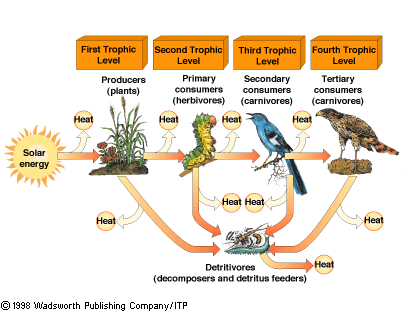 First Trophic
Level
Second Trophic
Level
Third Trophic
Level
Fourth Trophic
Level
Producers
(plants)
Primary
consumers
(herbivores)
Secondary
consumers
(carnivores)
Tertiary
consumers
(carnivores)
Heat
Heat
Heat
Heat
Solar
energy
Heat
Heat
Heat
Heat
Detritivores
(decomposers and detritus feeders)
Heat
© 1998 Wadsworth Publishing Company/ITP